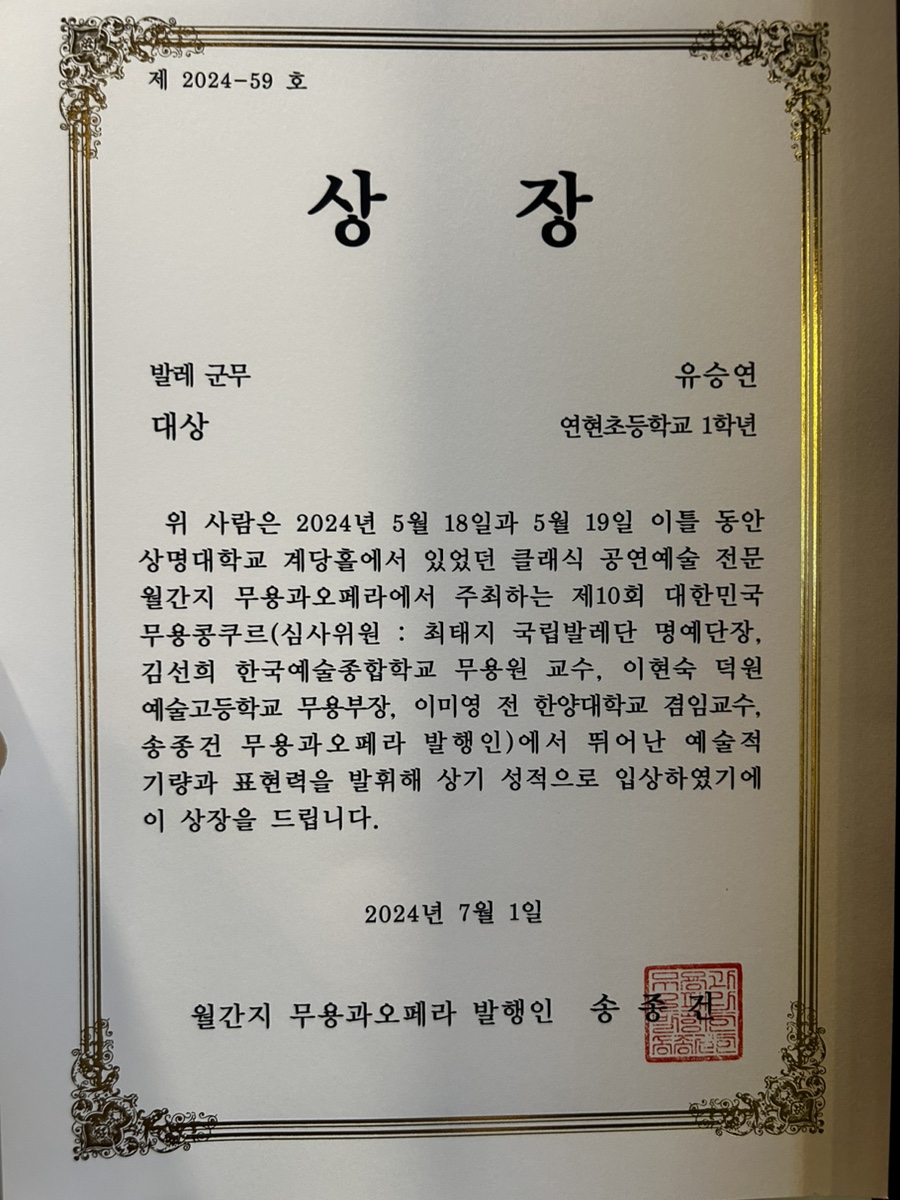 제 2024-59 호
상 장
발레 군무 유승연
대상 연현초등학교 1학년
위 사람은 2024년 5월 18일과 5월 19일 이틀 동안
상명대학교 계당홀에서 있었던 클래식 공연예술 전문
월간지 무용과오페라에서 주최하는 제10회 대한민국
무용콩쿠르(심사위원 : 최태지 국립발레단 명예단장,
김선희 한국예술종합학교 무용원 교수, 이현숙 덕원
예술고등학교 무용부장, 이미영 전 한양대학교 겸임교수,
송종건 무용과오페라 발행인)에서 뛰어난 예술적
기량과 표현력을 발휘해 상기 성적으로 입상하였기에
이 상장을 드립니다.
2024년 7월 1일
월간지 무용과오페라 발행인 송 종 건